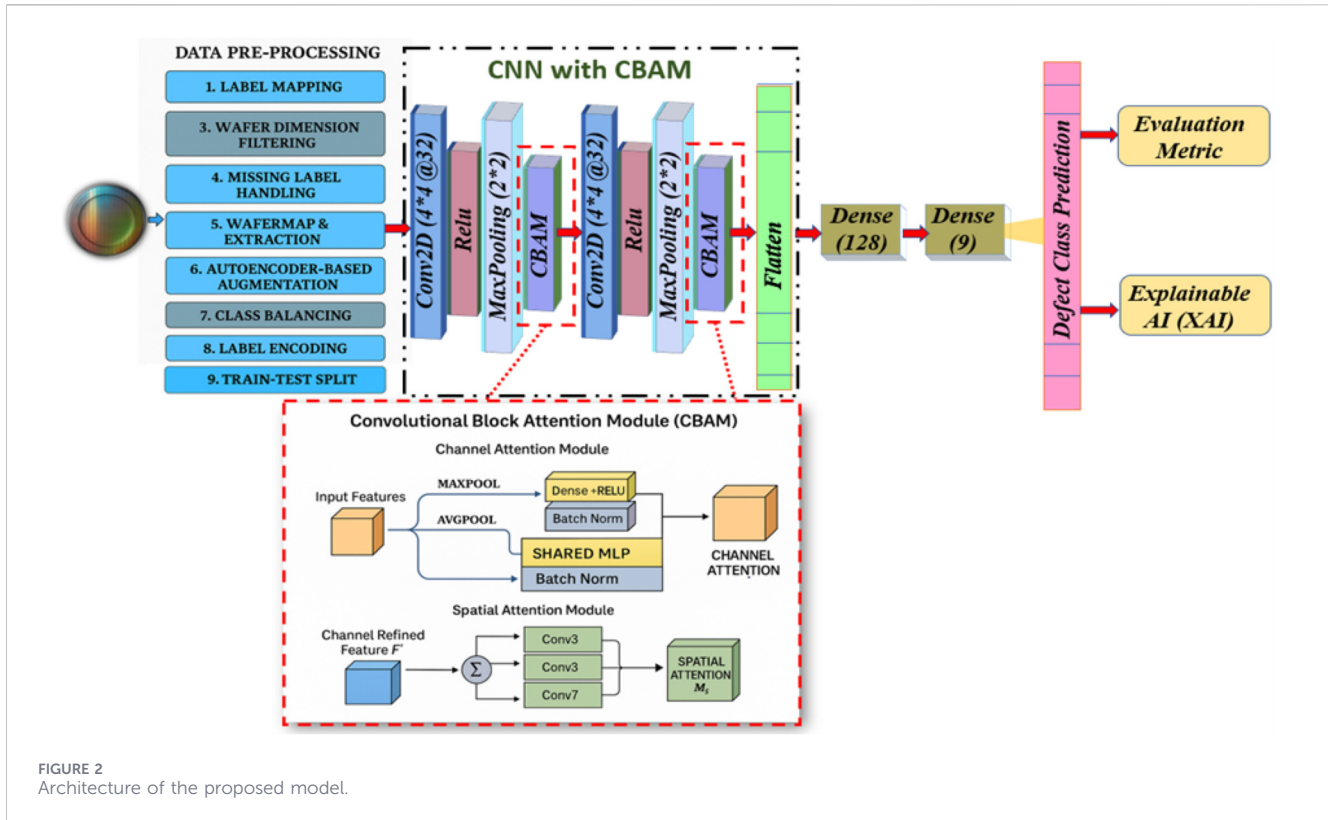 DATA PRE-PROCESSING
1. LABEL MAPPING
3. WAFER DIMENSION
FILTERING
4. MISSING LABEL
HANDLING
5. WAFERMAP &
EXTRACTION
6. AUTOENCODER-BASED
AUGMENTATION
7. CLASS BALANCING
8. LABEL ENCODING
9. TRAIN-TEST SPLIT
CNN with CBAM
Conv2D (4*4 @32)
Relu
MaxPooling (2*2)
CBAM
Conv2D (4*4 @32)
Relu
MaxPooling (2*2)
CBAM
Flatten
Dense
(128)
Dense
(9)
Defect Class Prediction
Evaluation
Metric
Explainable
AI (XAI)
Convolutional Block Attention Module (CBAM)
Channel Attention Module
Input Features
MAXPOOL
AVGPOOL
Dense +RELU
Batch Norm
SHARED MLP
Batch Norm
CHANNEL
ATTENTION
Spatial Attention Module
Channel Refined
Feature F'
Σ
Conv3
Conv3
Conv7
SPATIAL
ATTENTION
Ms
FIGURE 2
Architecture of the proposed model.